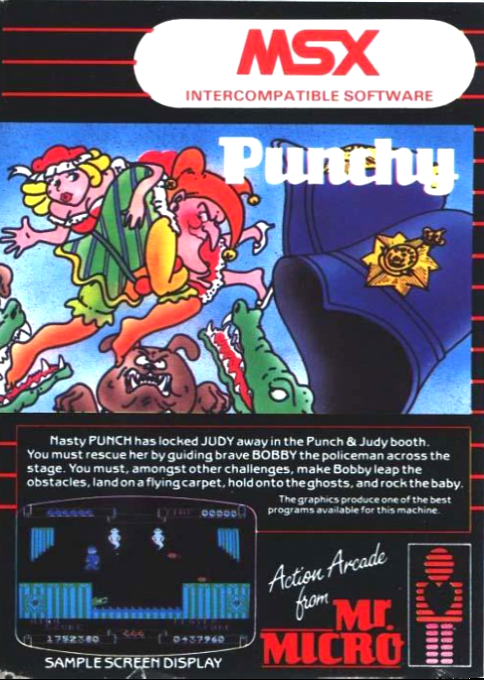 MSX
INTERCOMPATIBLE SOFTWARE
Punchy
Nasty PUNCH has locked JUDY away in the Punch & Judy booth.
You must rescue her by guiding brave BOBBY the policeman across the
stage. You must, amongst other challenges, make Bobby leap the
obstacles, land on a flying carpet, hold onto the ghosts, and rock the baby.
The graphics produce one of the best
programs available for this machine.
00000
1752380
0437960
SAMPLE SCREEN DISPLAY
Action Arcade
from
Mr.
MICRO